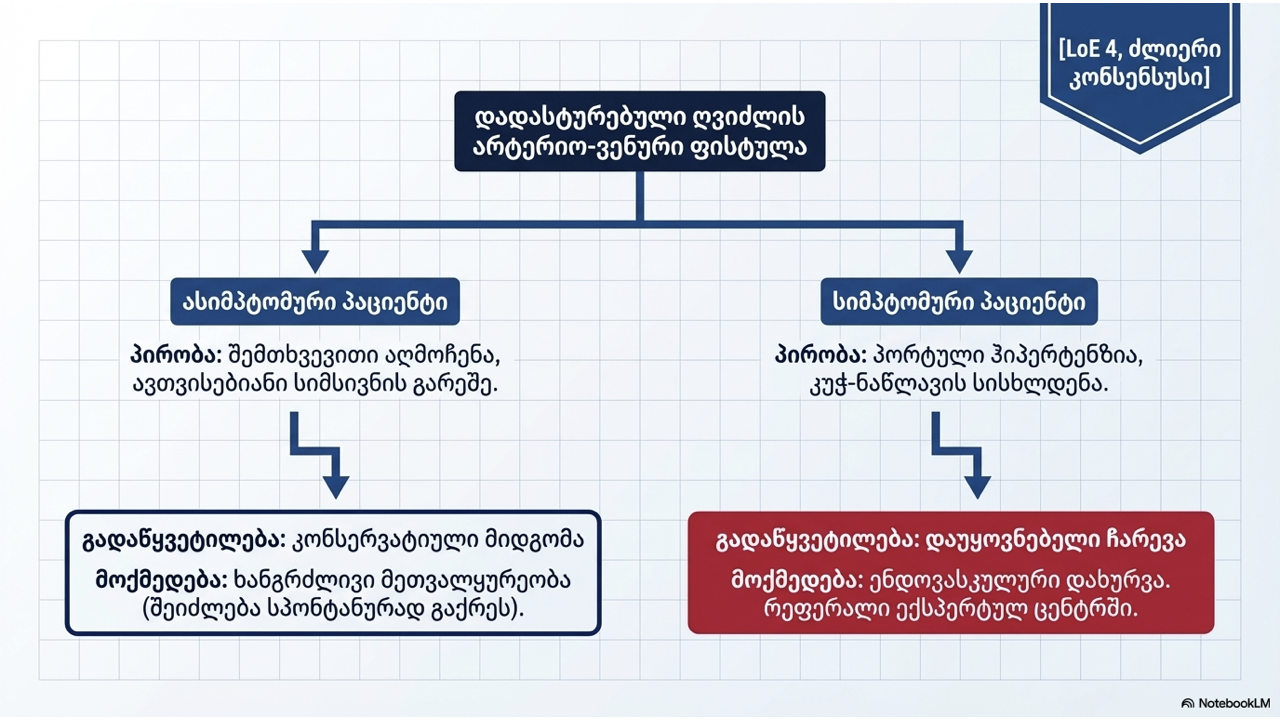 [LoE 4, ძლიერი
კონსენსუსი]
დადასტურებული ღვიძლის
არტერიო-ვენური ფისტულა
ასიმპტომური პაციენტი
პირობა: შემთხვევითი აღმოჩენა,
ავთვისებიანი სიმსივნის გარეშე.
გადაწყვეტილება: კონსერვატიული მიდგომა
მოქმედება: ხანგრძლივი მეთვალყურეობა
(შეიძლება სპონტანურად გაქრეს).
სიმპტომური პაციენტი
პირობა: პორტული ჰიპერტენზია,
კუჭ-ნაწლავის სისხლდენა.
გადაწყვეტილება: დაუყოვნებელი ჩარევა
მოქმედება: ენდოვასკულური დახურვა.
რეფერალი ექსპერტულ ცენტრში.
NotebookLM